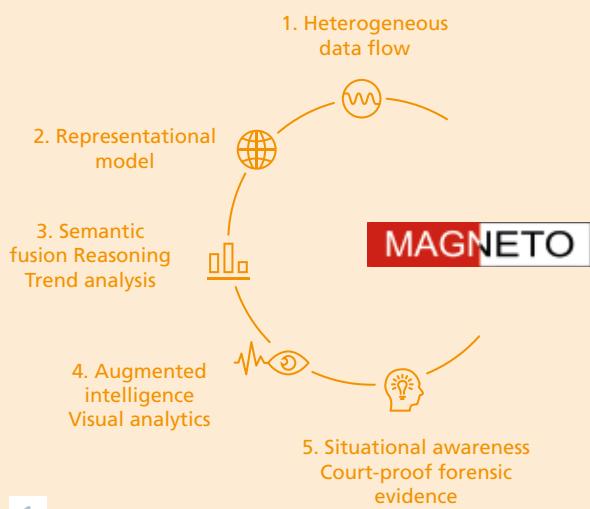 1. Heterogeneous
data flow
2. Representational
model
MAGNETO
3. Semantic
fusion Reasoning
Trend analysis
4. Augmented
intelligence
Visual analytics
5. Situational awareness
Court-proof forensic
evidence